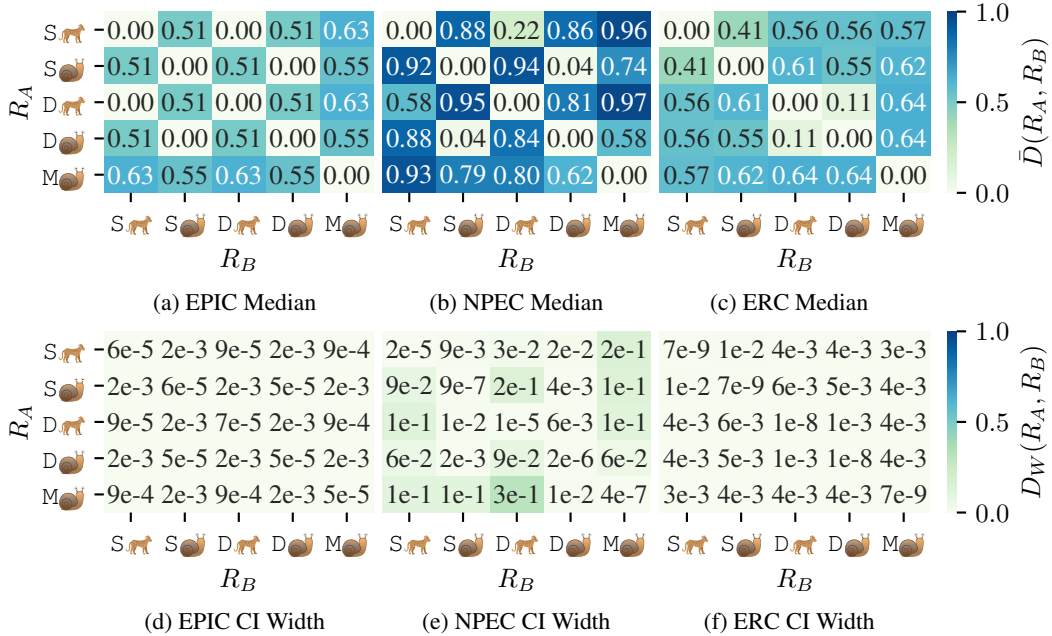 R_A
S 0.00 0.51 0.00 0.51 0.63
S 0.51 0.00 0.51 0.00 0.55
D 0.00 0.51 0.00 0.51 0.63
D 0.51 0.00 0.51 0.00 0.55
M 0.63 0.55 0.63 0.55 0.00
S S D D M
R_B
(a) EPIC Median
0.00 0.88 0.22 0.86 0.96
0.92 0.00 0.94 0.04 0.74
0.58 0.95 0.00 0.81 0.97
0.88 0.04 0.84 0.00 0.58
0.93 0.79 0.80 0.62 0.00
S S D D M
R_B
(b) NPEC Median
0.00 0.41 0.56 0.56 0.57
0.41 0.00 0.61 0.55 0.62
0.56 0.61 0.00 0.11 0.64
0.56 0.55 0.11 0.00 0.64
0.57 0.62 0.64 0.64 0.00
S S D D M
R_B
(c) ERC Median
1.0
0.5
0.0
D̄(R_A, R_B)
R_A
S 6e-5 2e-3 9e-5 2e-3 9e-4
S 2e-3 6e-5 2e-3 5e-5 2e-3
D 9e-5 2e-3 7e-5 2e-3 9e-4
D 2e-3 5e-5 2e-3 5e-5 2e-3
M 9e-4 2e-3 9e-4 2e-3 5e-5
S S D D M
R_B
(d) EPIC CI Width
2e-5 9e-3 3e-2 2e-2 2e-1
9e-2 9e-7 2e-1 4e-3 1e-1
1e-1 1e-2 1e-5 6e-3 1e-1
6e-2 2e-3 9e-2 2e-6 6e-2
1e-1 1e-1 3e-1 1e-2 4e-7
S S D D M
R_B
(e) NPEC CI Width
7e-9 1e-2 4e-3 4e-3 3e-3
1e-2 7e-9 6e-3 5e-3 4e-3
4e-3 6e-3 1e-8 1e-3 4e-3
4e-3 5e-3 1e-3 1e-8 4e-3
3e-3 4e-3 4e-3 4e-3 7e-9
S S D D M
R_B
(f) ERC CI Width
1.0
0.5
0.0
D_W(R_A, R_B)